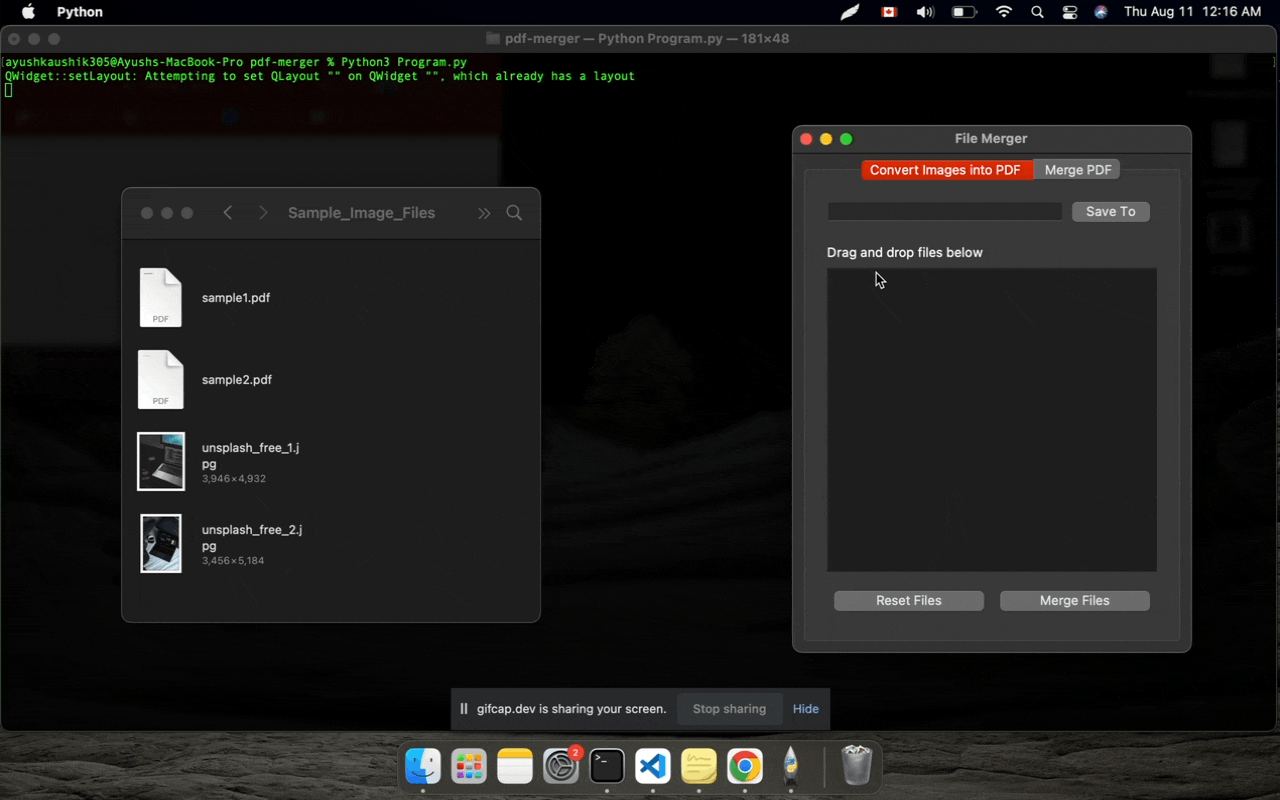 Python
Thu Aug 11 12:16 AM
pdf-merger — Python Program.py — 181×48
ayushkaushik305@Ayushs-MacBook-Pro pdf-merger % Python3 Program.py
QWidget::setLayout: Attempting to set QLayout "" on QWidget "", which already has a layout
File Merger
Convert Images into PDF
Merge PDF
Save To
Drag and drop files below
Reset Files
Merge Files
Sample_Image_Files
PDF
sample1.pdf
PDF
sample2.pdf
unsplash_free_1.j
pg
3,946×4,932
unsplash_free_2.j
pg
3,456×5,184
gifcap.dev is sharing your screen.
Stop sharing
Hide
2